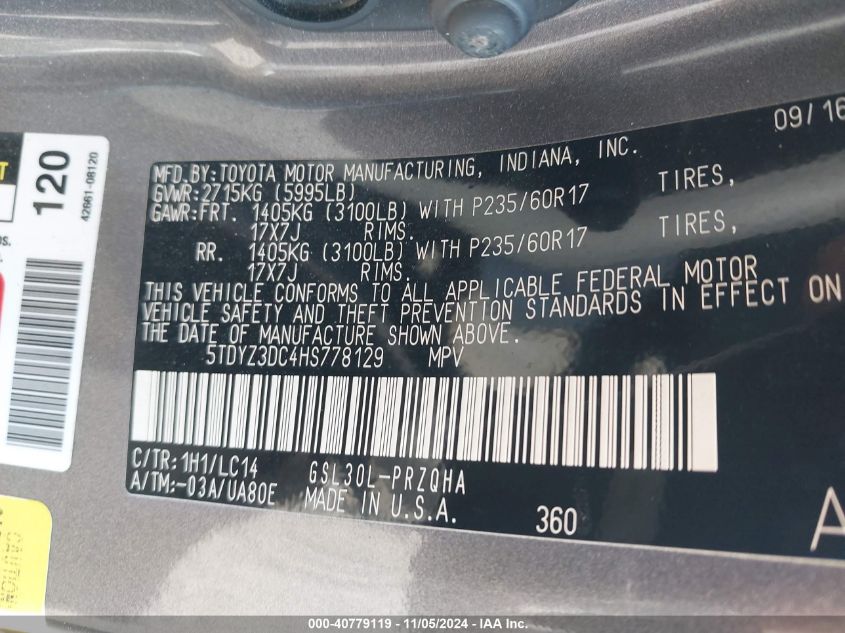 09/16
MFD.BY:TOYOTA MOTOR MANUFACTURING, INDIANA, INC.
GVWR:2715KG (5995LB)
GAWR:FRT. 1405KG (3100LB) WITH P235/60R17 TIRES,
17X7J RIMS.
RR. 1405KG (3100LB) WITH P235/60R17 TIRES,
17X7J RIMS.
THIS VEHICLE CONFORMS TO ALL APPLICABLE FEDERAL MOTOR
VEHICLE SAFETY AND THEFT PREVENTION STANDARDS IN EFFECT ON
THE DATE OF MANUFACTURE SHOWN ABOVE.
5TDYZ3DC4HS778129 MPV
C/TR:1H1/LC14 GSL30L-PRZQHA
A/TM:-03A/UA80E MADE IN U.S.A. 360
A
120
42661-08120
CAUTION
000-40779119 - 11/05/2024 - IAA Inc.